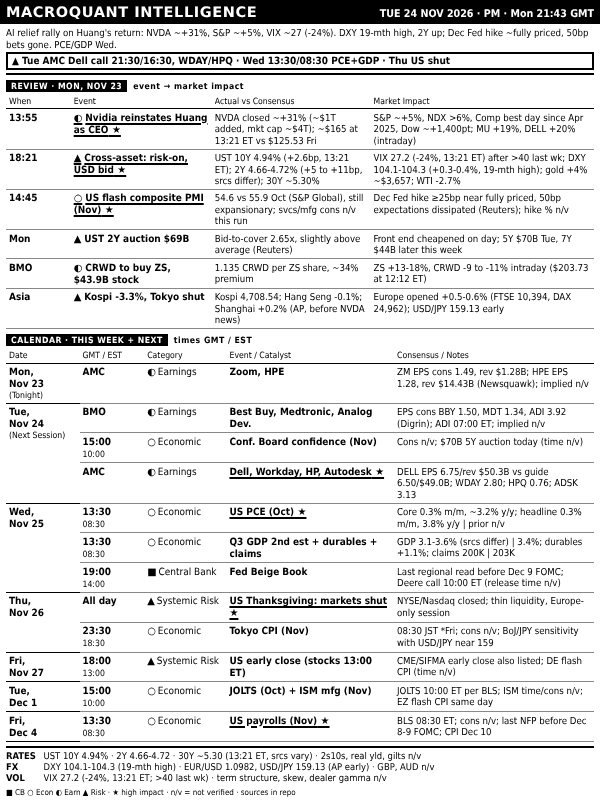 MACROQUANT INTELLIGENCE TUE 24 NOV 2026 · PM · Mon 21:43 GMT
AI relief rally on Huang's return: NVDA ~+31%, S&P ~+5%, VIX ~27 (-24%). DXY 19-mth high, 2Y up; Dec Fed hike ~fully priced, 50bp
bets gone. PCE/GDP Wed.
▲ Tue AMC Dell call 21:30/16:30, WDAY/HPQ · Wed 13:30/08:30 PCE+GDP · Thu US shut
REVIEW · MON, NOV 23 event → market impact
When Event Actual vs Consensus Market Impact
13:55 ◐ Nvidia reinstates Huang NVDA closed ~+31% (~$1T S&P ~+5%, NDX >6%, Comp best day since Apr
as CEO ★ added, mkt cap ~$4T); ~$165 at 2025, Dow ~+1,400pt; MU +19%, DELL +20%
13:21 ET vs $125.53 Fri (intraday)
18:21 ▲ Cross-asset: risk-on, UST 10Y 4.94% (+2.6bp, 13:21 VIX 27.2 (-24%, 13:21 ET) after >40 last wk; DXY
USD bid ★ ET); 2Y 4.66-4.72% (+5 to +11bp, 104.1-104.3 (+0.3-0.4%, 19-mth high); gold +4%
srcs differ); 30Y ~5.30% ~$3,657; WTI -2.7%
14:45 ○ US flash composite PMI 54.6 vs 55.9 Oct (S&P Global), still Dec Fed hike ≥25bp near fully priced, 50bp
(Nov) ★ expansionary; svcs/mfg cons n/v expectations dissipated (Reuters); hike % n/v
this run
Mon ▲ UST 2Y auction $69B Bid-to-cover 2.65x, slightly above Front end cheapened on day; 5Y $70B Tue, 7Y
average (Reuters) $44B later this week
BMO ◐ CRWD to buy ZS, 1.135 CRWD per ZS share, ~34% ZS +13-18%, CRWD -9 to -11% intraday ($203.73
$43.9B stock premium at 12:12 ET)
Asia ▲ Kospi -3.3%, Tokyo shut Kospi 4,708.54; Hang Seng -0.1%; Europe opened +0.5-0.6% (FTSE 10,394, DAX
Shanghai +0.2% (AP, before NVDA 24,962); USD/JPY 159.13 early
news)
CALENDAR · THIS WEEK + NEXT times GMT / EST
Date GMT / EST Category Event / Catalyst Consensus / Notes
Mon, AMC ◐ Earnings Zoom, HPE ZM EPS cons 1.49, rev $1.28B; HPE EPS
Nov 23 1.28, rev $14.43B (Newsquawk); implied n/v
(Tonight)
Tue, BMO ◐ Earnings Best Buy, Medtronic, Analog EPS cons BBY 1.50, MDT 1.34, ADI 3.92
Nov 24 Dev. (Digrin); ADI 07:00 ET; implied n/v
(Next Session)
15:00 ○ Economic Conf. Board confidence (Nov) Cons n/v; $70B 5Y auction today (time n/v)
10:00
AMC ◐ Earnings Dell, Workday, HP, Autodesk ★ DELL EPS 6.75/rev $50.3B vs guide
6.50/$49.0B; WDAY 2.80; HPQ 0.76; ADSK
3.13
Wed, 13:30 ○ Economic US PCE (Oct) ★ Core 0.3% m/m, ~3.2% y/y; headline 0.3%
Nov 25 08:30 m/m, 3.8% y/y | prior n/v
13:30 ○ Economic Q3 GDP 2nd est + durables + GDP 3.1-3.6% (srcs differ) | 3.4%; durables
08:30 claims +1.1%; claims 200K | 203K
19:00 ■ Central Bank Fed Beige Book Last regional read before Dec 9 FOMC;
14:00 Deere call 10:00 ET (release time n/v)
Thu, All day ▲ Systemic Risk US Thanksgiving: markets shut NYSE/Nasdaq closed; thin liquidity, Europe-
Nov 26 ★ only session
23:30 ○ Economic Tokyo CPI (Nov) 08:30 JST *Fri; cons n/v; BoJ/JPY sensitivity
18:30 with USD/JPY near 159
Fri, 18:00 ▲ Systemic Risk US early close (stocks 13:00 CME/SIFMA early close also listed; DE flash
Nov 27 13:00 ET) CPI (time n/v)
Tue, 15:00 ○ Economic JOLTS (Oct) + ISM mfg (Nov) JOLTS 10:00 ET per BLS; ISM time/cons n/v;
Dec 1 10:00 EZ flash CPI same day
Fri, 13:30 ○ Economic US payrolls (Nov) ★ BLS 08:30 ET; cons n/v; last NFP before Dec
Dec 4 08:30 8-9 FOMC; CPI Dec 10
RATES UST 10Y 4.94% · 2Y 4.66-4.72 · 30Y ~5.30 (13:21 ET, srcs vary) · 2s10s, real yld, gilts n/v
FX DXY 104.1-104.3 (19-mth high) · EUR/USD 1.0982, USD/JPY 159.13 (AP early) · GBP, AUD n/v
VOL VIX 27.2 (-24%, 13:21 ET; >40 last wk) · term structure, skew, dealer gamma n/v
■ CB ○ Econ ◐ Earn ▲ Risk · ★ high impact · n/v = not verified · sources in repo